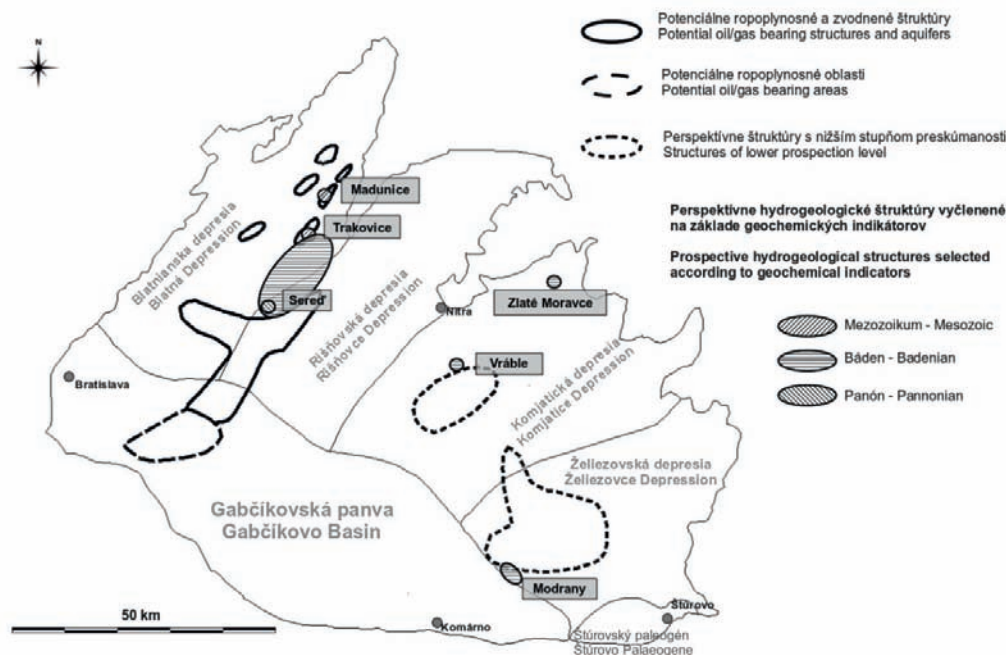 N
Potenciálne ropoplynosné a zvodnené štruktúry
Potential oil/gas bearing structures and aquifers
Potenciálne ropoplynosné oblasti
Potential oil/gas bearing areas
Perspektívne štruktúry s nižším stupňom preskúmanosti
Structures of lower prospection level
Perspektívne hydrogeologické štruktúry vyčlenené
na základe geochemických indikátorov
Prospective hydrogeological structures selected
according to geochemical indicators
Mezozoikum - Mesozoic
Báden - Badenian
Panón - Pannonian
Madunice
Trakovice
Blatnianska depresia
Blatná Depression
Sereď
Rišňovská depresia
Rišňovce Depression
Nitra
Zlaté Moravce
Bratislava
Vráble
Komjatická depresia
Komjatice Depression
Želiezovská depresia
Želiezovce Depression
Gabčíkovská panva
Gabčíkovo Basin
Modrany
50 km
Komárno
Štúrovo
Štúrovský paleogén
Štúrovo Palaeogene